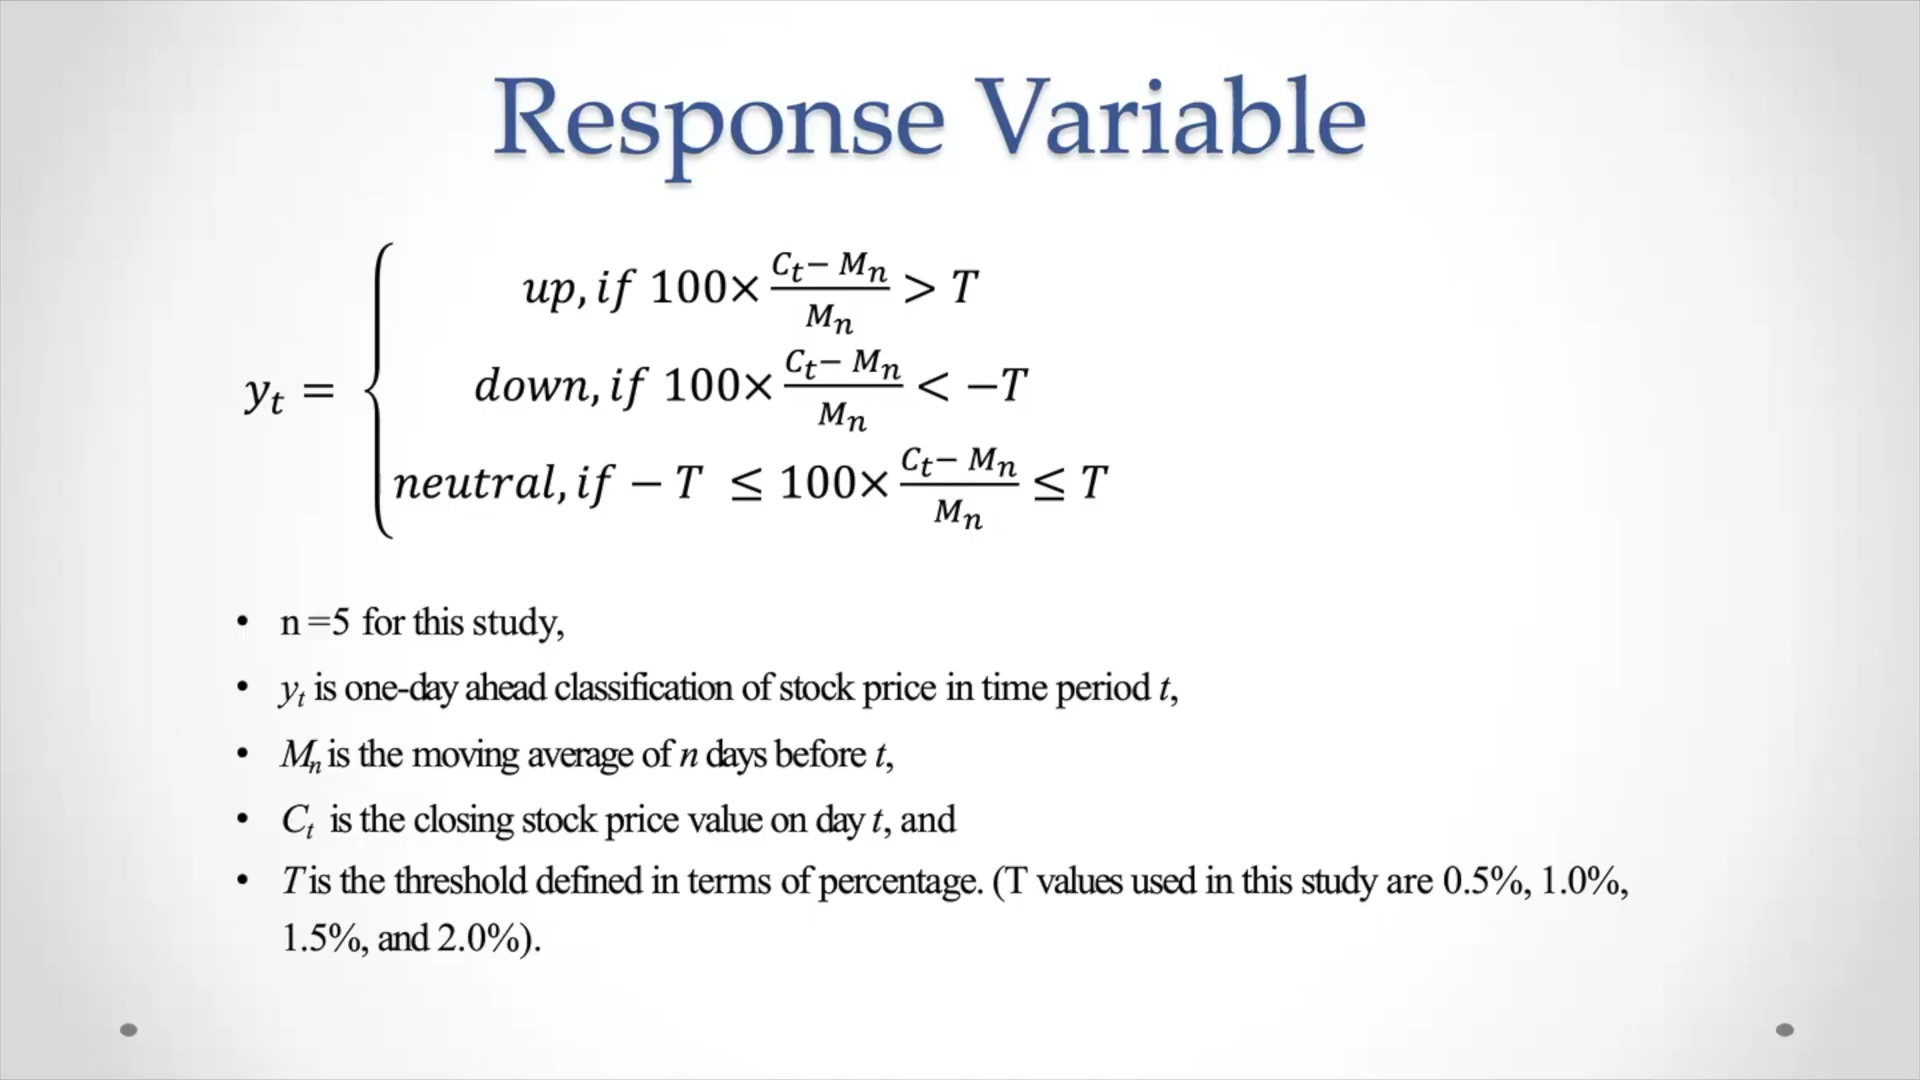 Response Variable
up, if 100× (Cₜ− Mₙ)/Mₙ > T
yₜ = { down, if 100× (Cₜ− Mₙ)/Mₙ < −T
neutral, if − T ≤ 100× (Cₜ− Mₙ)/Mₙ ≤ T
• n =5 for this study,
• yₜ is one-day ahead classification of stock price in time period t,
• Mₙ is the moving average of n days before t,
• Cₜ is the closing stock price value on day t, and
• T is the threshold defined in terms of percentage. (T values used in this study are 0.5%, 1.0%,
1.5%, and 2.0%).